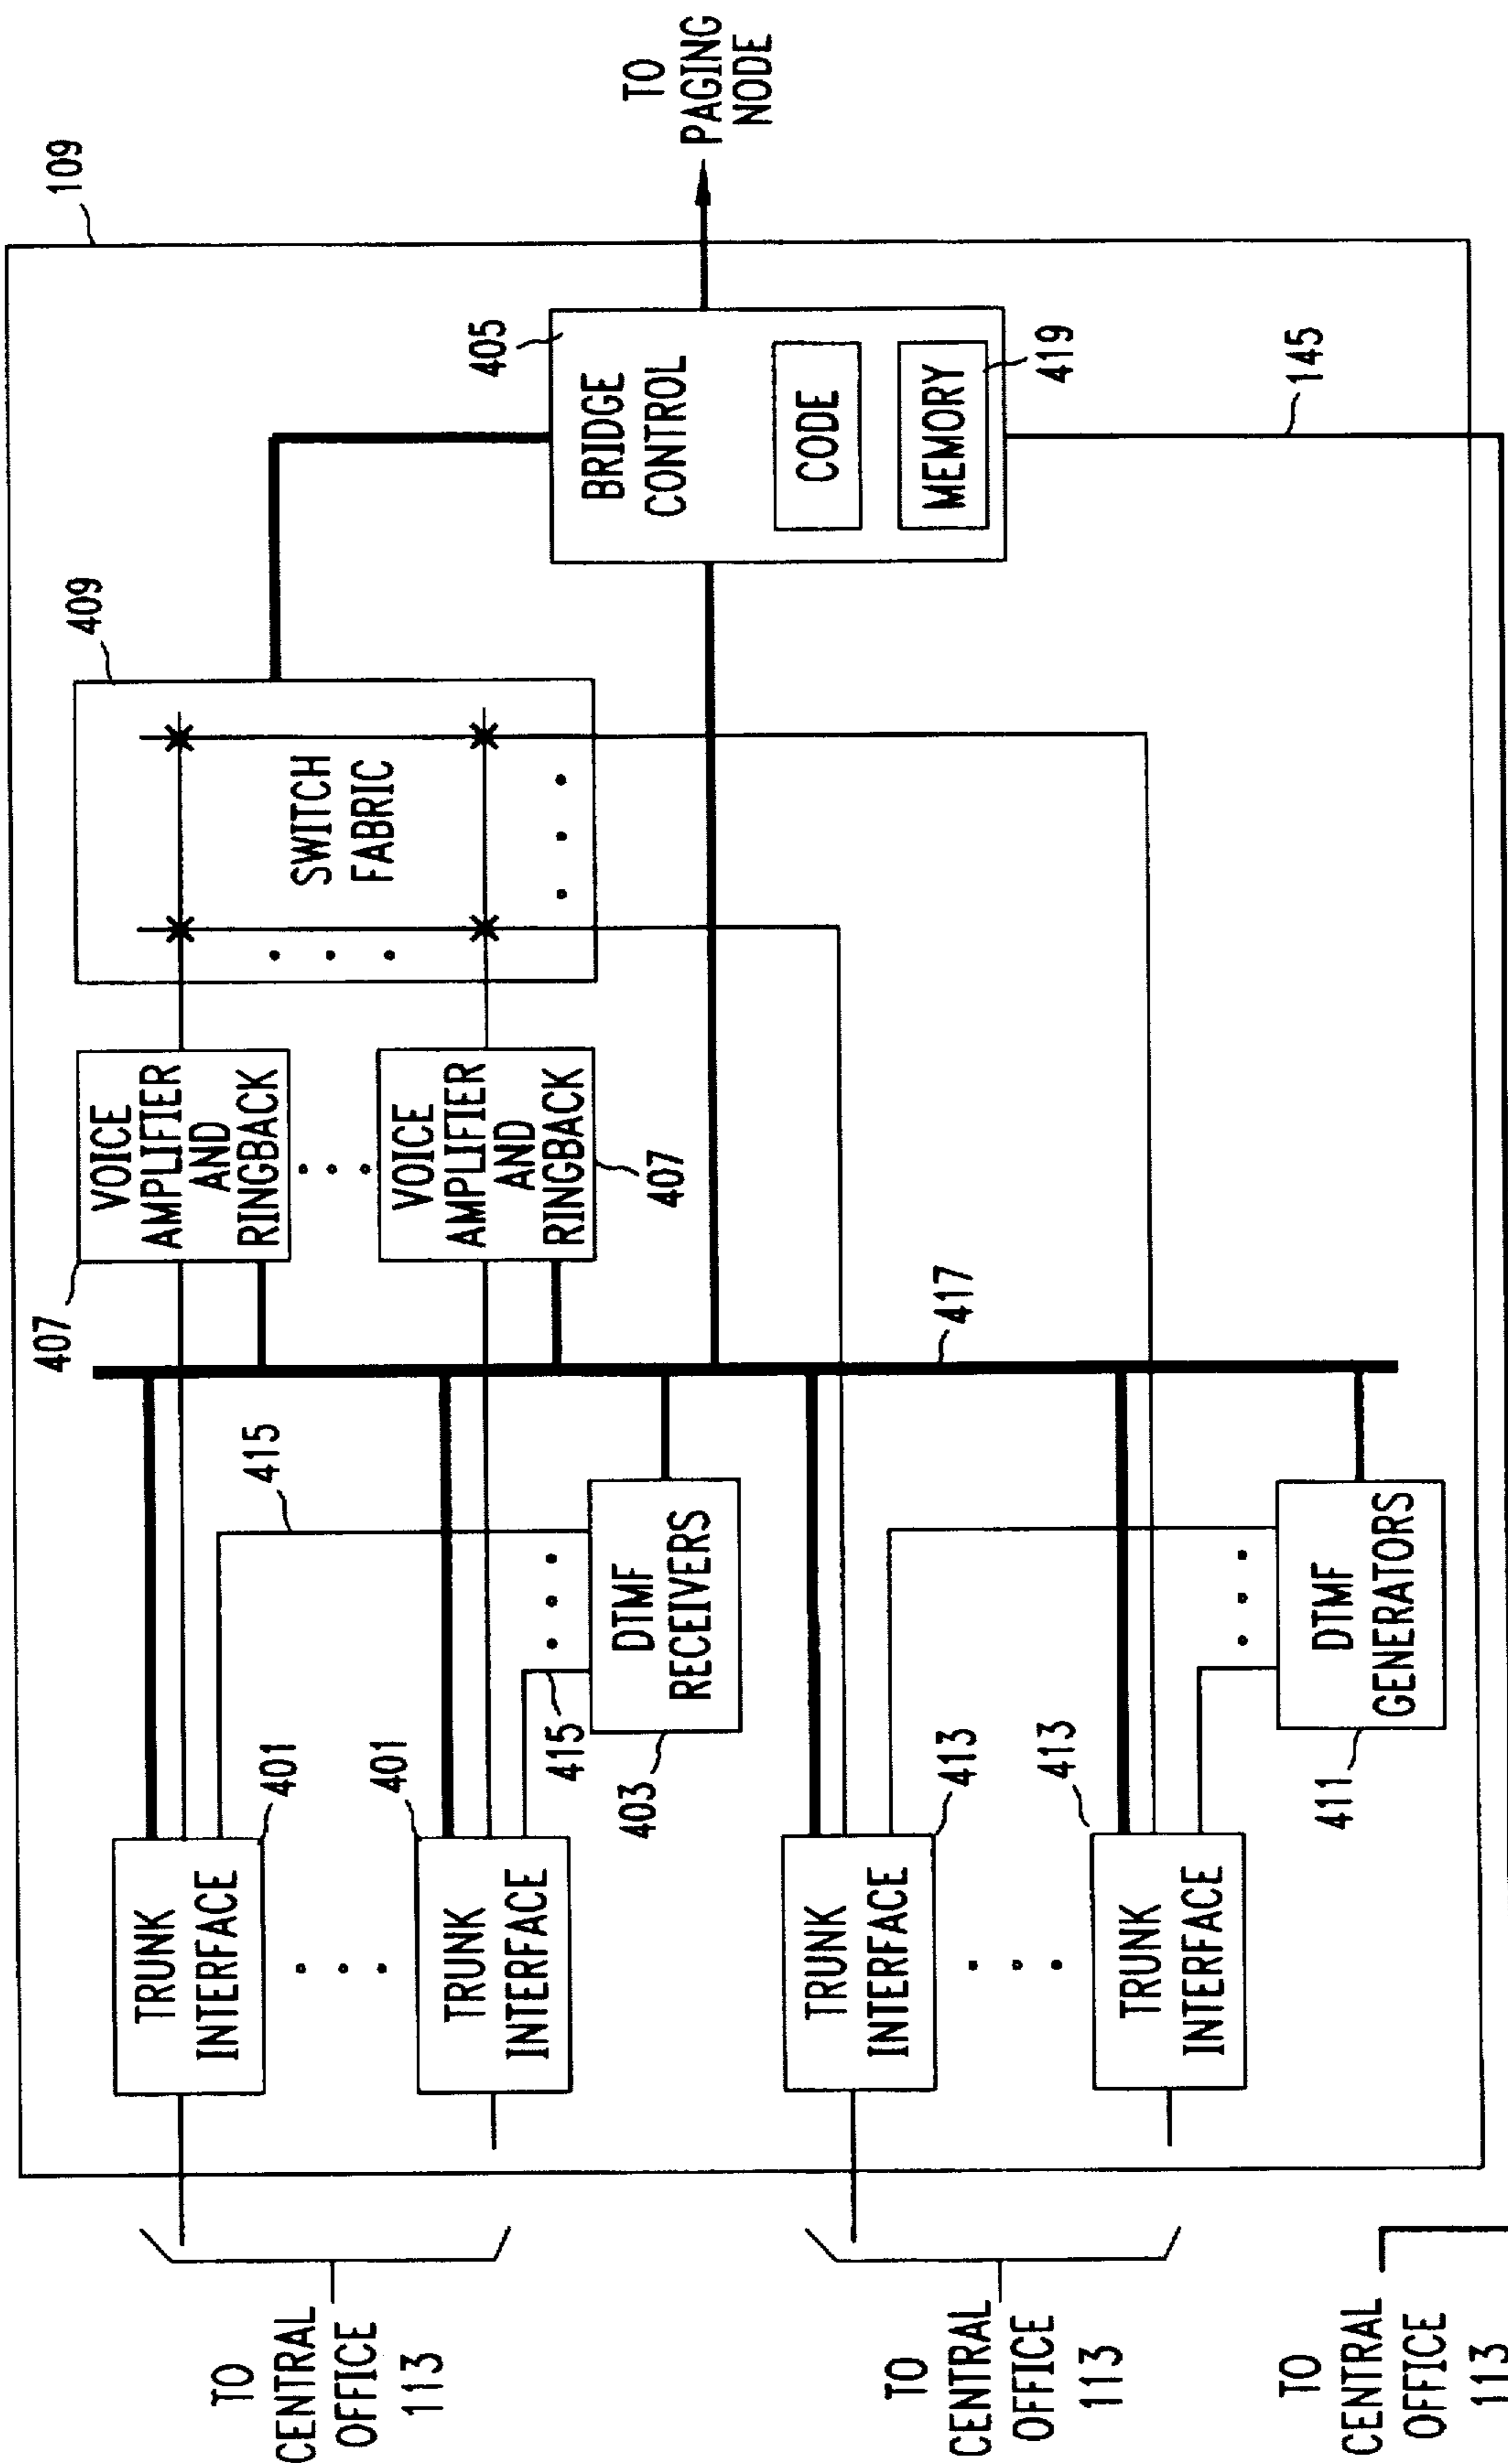 109
TO
PAGING
NODE
405
BRIDGE
CONTROL
CODE
MEMORY
419
145
409
SWITCH
FABRIC
VOICE
AMPLIFIER
AND
RINGBACK
407
VOICE
AMPLIFIER
AND
RINGBACK
407
417
415
415
DTMF
RECEIVERS
403
DTMF
GENERATORS
411
TRUNK
INTERFACE
401
TRUNK
INTERFACE
401
TRUNK
INTERFACE
413
TRUNK
INTERFACE
413
TO
CENTRAL
OFFICE
113
TO
CENTRAL
OFFICE
113
TO
CENTRAL
OFFICE
113